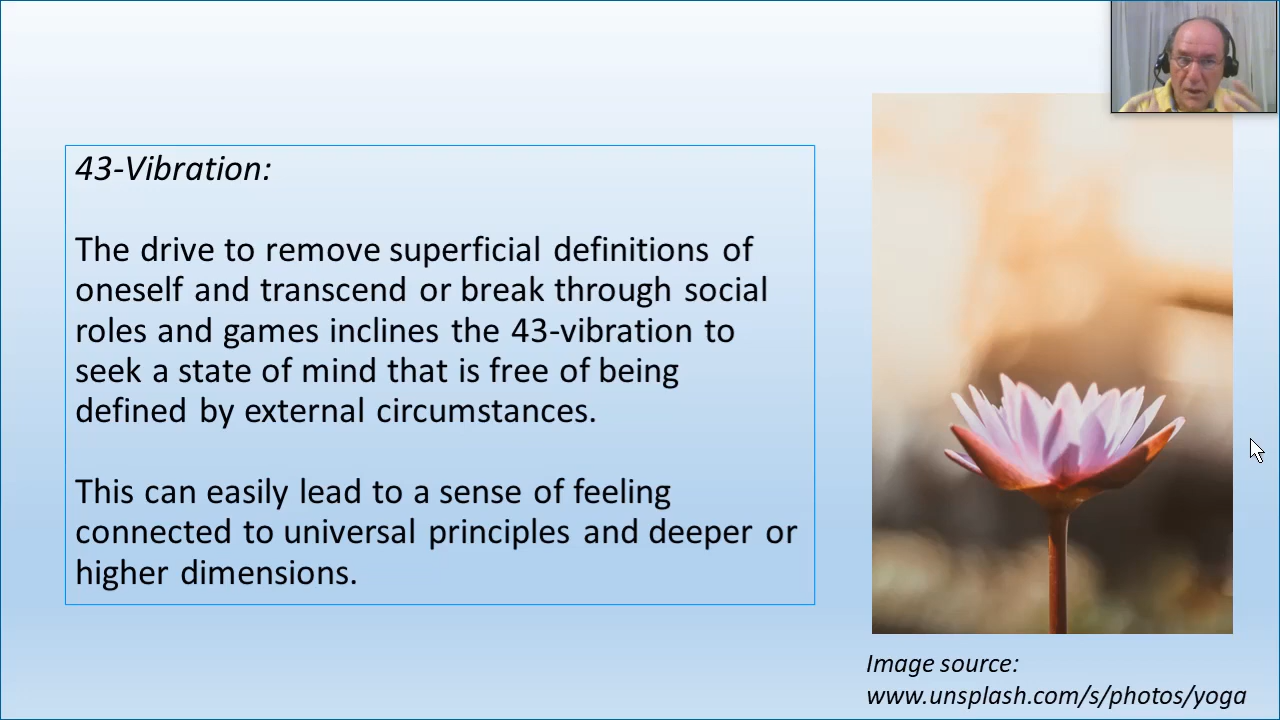 43-Vibration:
The drive to remove superficial definitions of
oneself and transcend or break through social
roles and games inclines the 43-vibration to
seek a state of mind that is free of being
defined by external circumstances.
This can easily lead to a sense of feeling
connected to universal principles and deeper or
higher dimensions.
Image source:
www.unsplash.com/s/photos/yoga